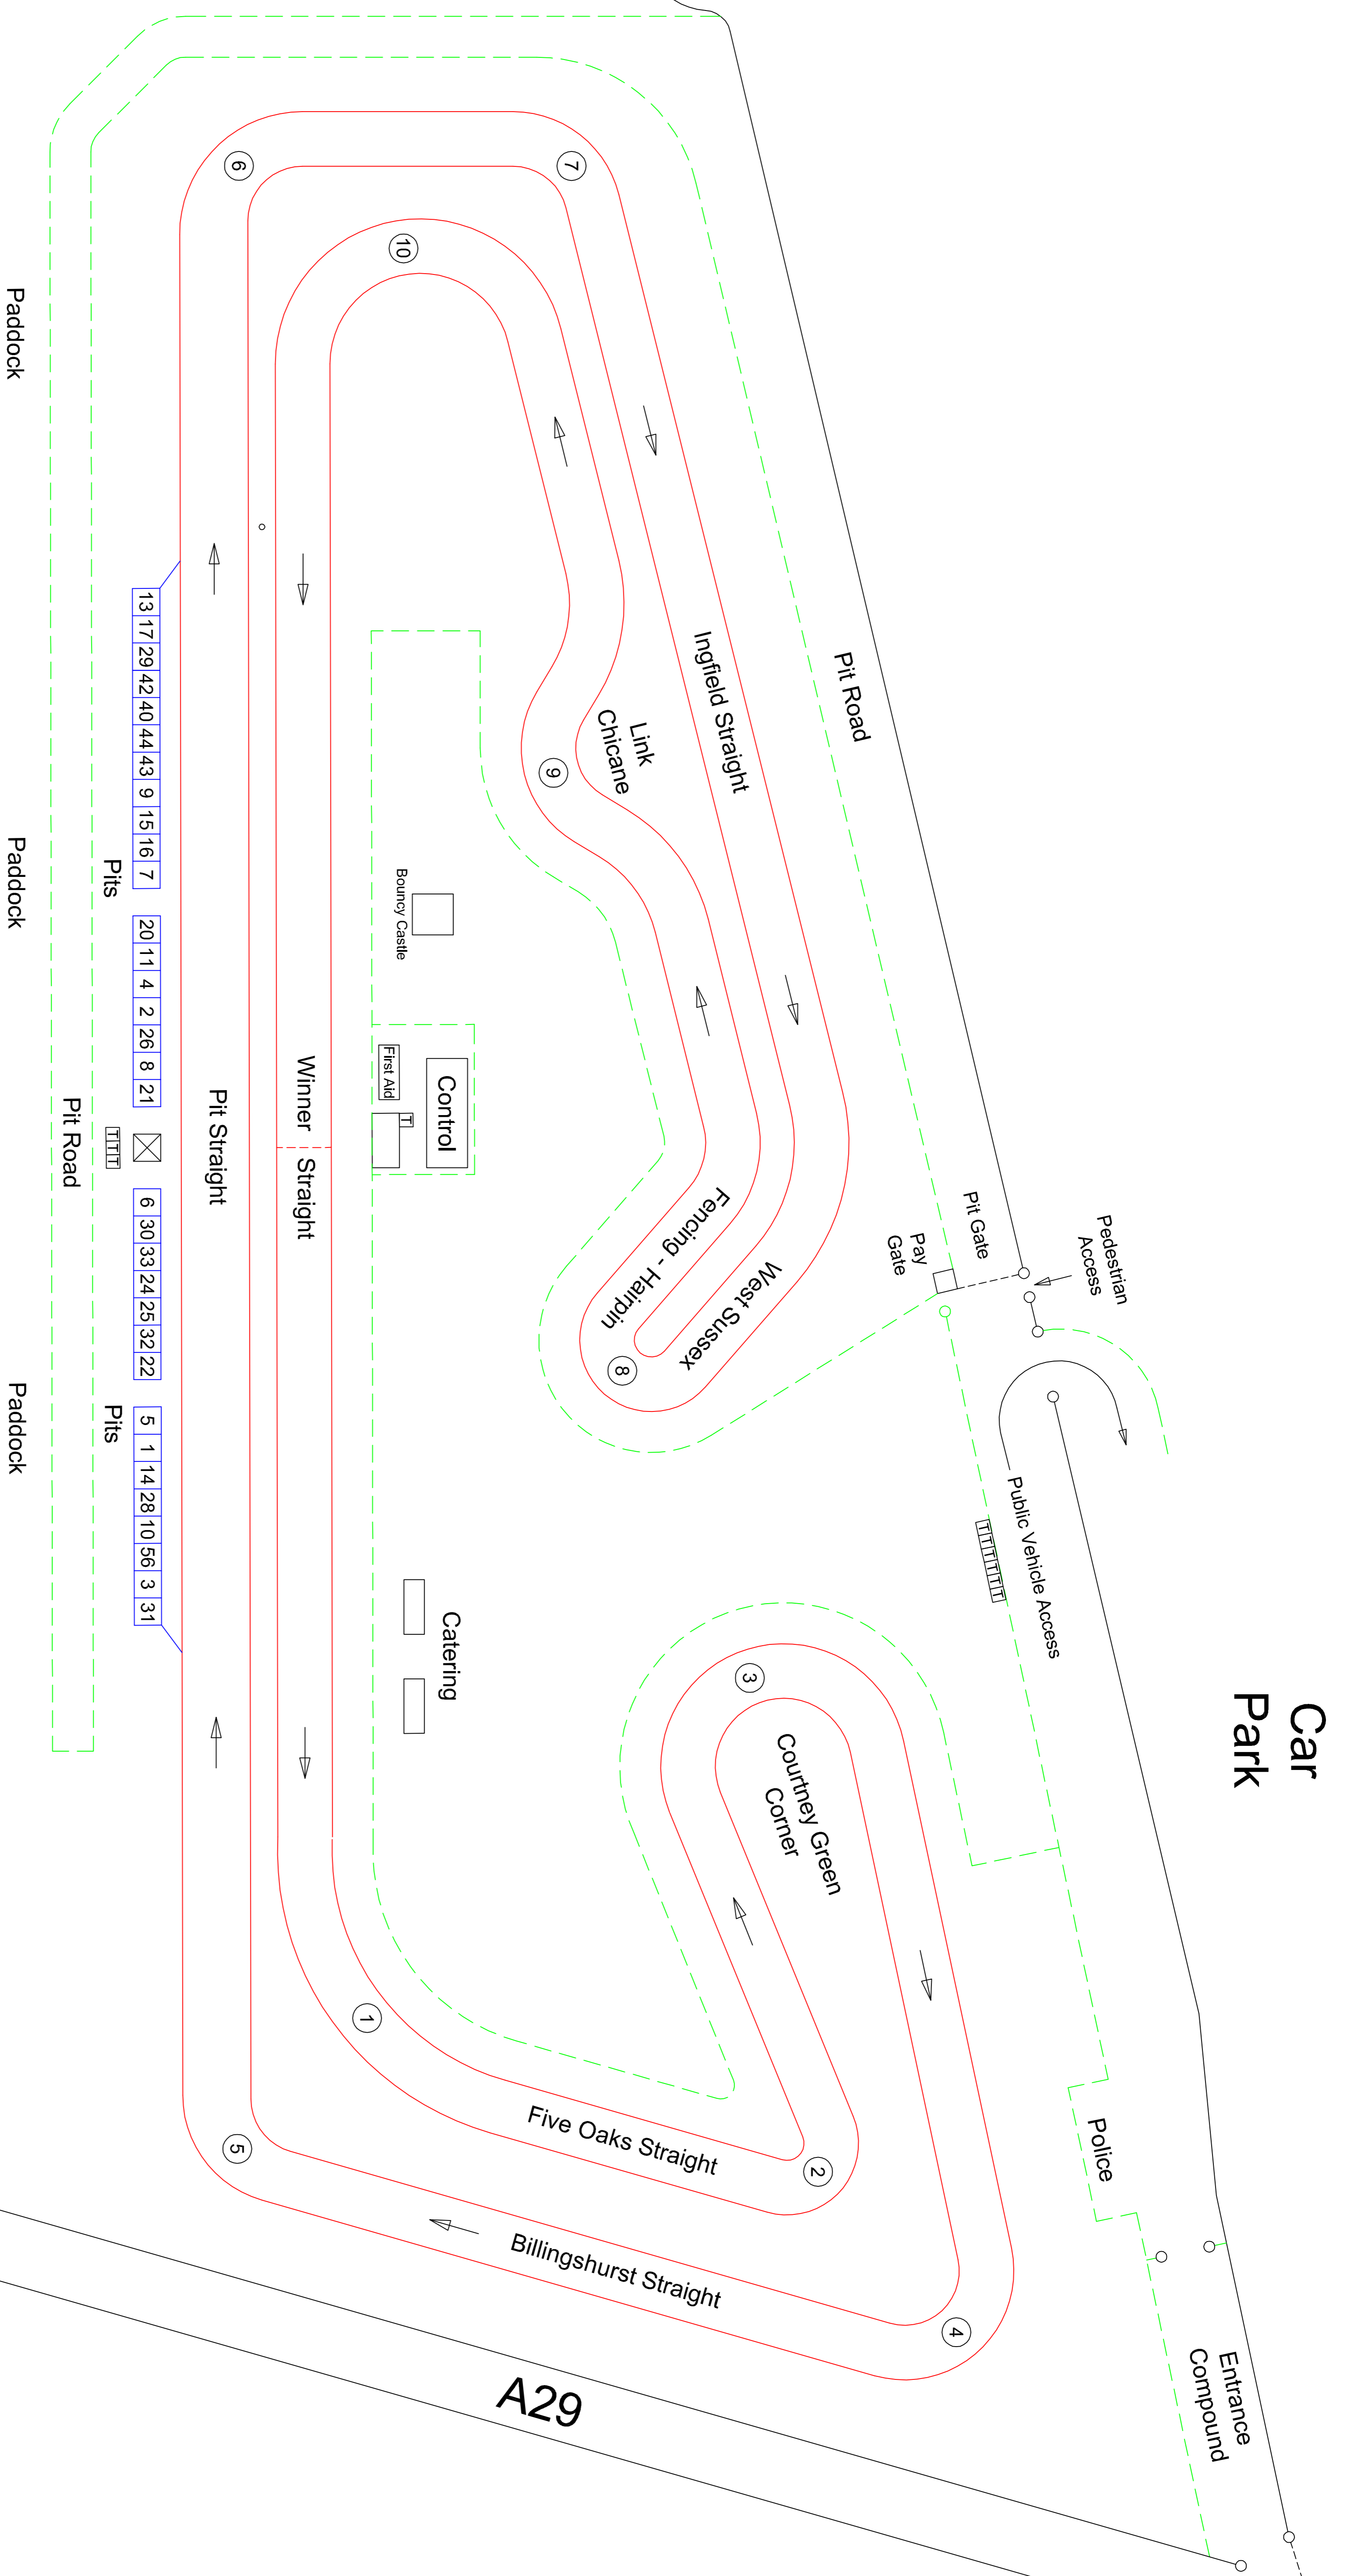 Car
Park
Entrance
Compound
Police
Public Vehicle Access
T T T T T T
Pedestrian
Access
Pit Gate
Pay
Gate
Pit Road
Ingfield Straight
Link
Chicane
West Sussex
Fencing - Hairpin
Courtney Green
Corner
Five Oaks Straight
Billingshurst Straight
A29
Catering
Control
First Aid
T
Bouncy Castle
Winner Straight
Pit Straight
1
2
3
4
5
6
7
8
9
10
13 17 29 42 40 44 43 9 15 16 7
20 11 4 2 26 8 21
6 30 33 24 25 32 22
5 1 14 28 10 56 3 31
Pits
Pits
T T T
Pit Road
Paddock
Paddock
Paddock